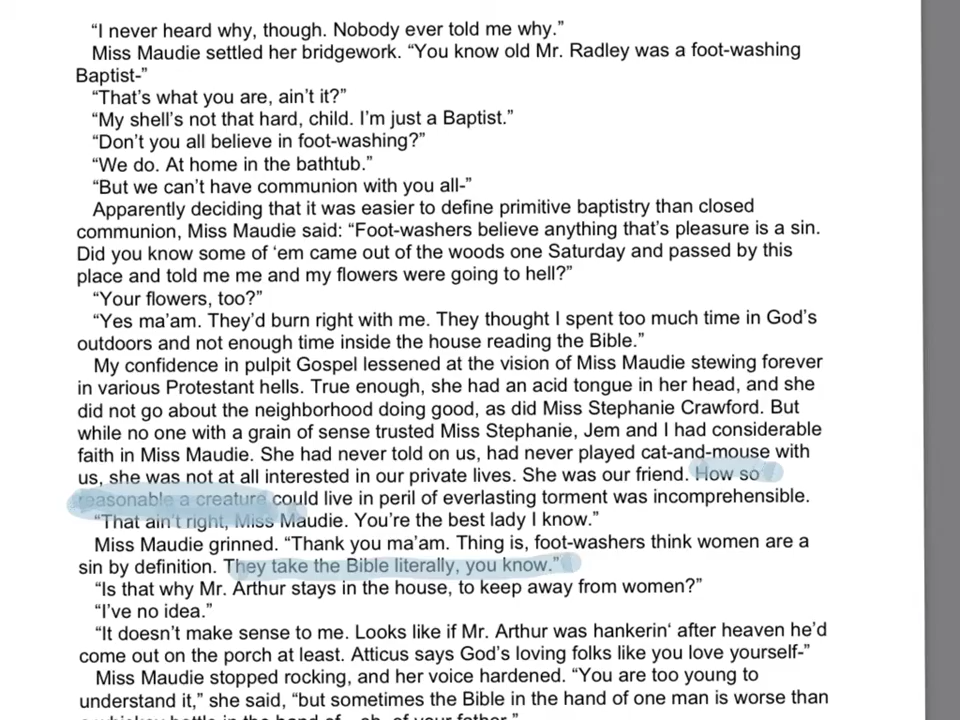 “I never heard why, though. Nobody ever told me why.”
Miss Maudie settled her bridgework. “You know old Mr. Radley was a foot-washing
Baptist-”
“That’s what you are, ain’t it?”
“My shell’s not that hard, child. I’m just a Baptist.”
“Don’t you all believe in foot-washing?”
“We do. At home in the bathtub.”
“But we can’t have communion with you all-”
Apparently deciding that it was easier to define primitive baptistry than closed
communion, Miss Maudie said: “Foot-washers believe anything that’s pleasure is a sin.
Did you know some of ‘em came out of the woods one Saturday and passed by this
place and told me me and my flowers were going to hell?”
“Your flowers, too?”
“Yes ma’am. They’d burn right with me. They thought I spent too much time in God’s
outdoors and not enough time inside the house reading the Bible.”
My confidence in pulpit Gospel lessened at the vision of Miss Maudie stewing forever
in various Protestant hells. True enough, she had an acid tongue in her head, and she
did not go about the neighborhood doing good, as did Miss Stephanie Crawford. But
while no one with a grain of sense trusted Miss Stephanie, Jem and I had considerable
faith in Miss Maudie. She had never told on us, had never played cat-and-mouse with
us, she was not at all interested in our private lives. She was our friend. How so
reasonable a creature could live in peril of everlasting torment was incomprehensible.
“That ain’t right, Miss Maudie. You’re the best lady I know.”
Miss Maudie grinned. “Thank you ma’am. Thing is, foot-washers think women are a
sin by definition. They take the Bible literally, you know.”
“Is that why Mr. Arthur stays in the house, to keep away from women?”
“I’ve no idea.”
“It doesn’t make sense to me. Looks like if Mr. Arthur was hankerin‘ after heaven he’d
come out on the porch at least. Atticus says God’s loving folks like you love yourself-”
Miss Maudie stopped rocking, and her voice hardened. “You are too young to
understand it,” she said, “but sometimes the Bible in the hand of one man is worse than